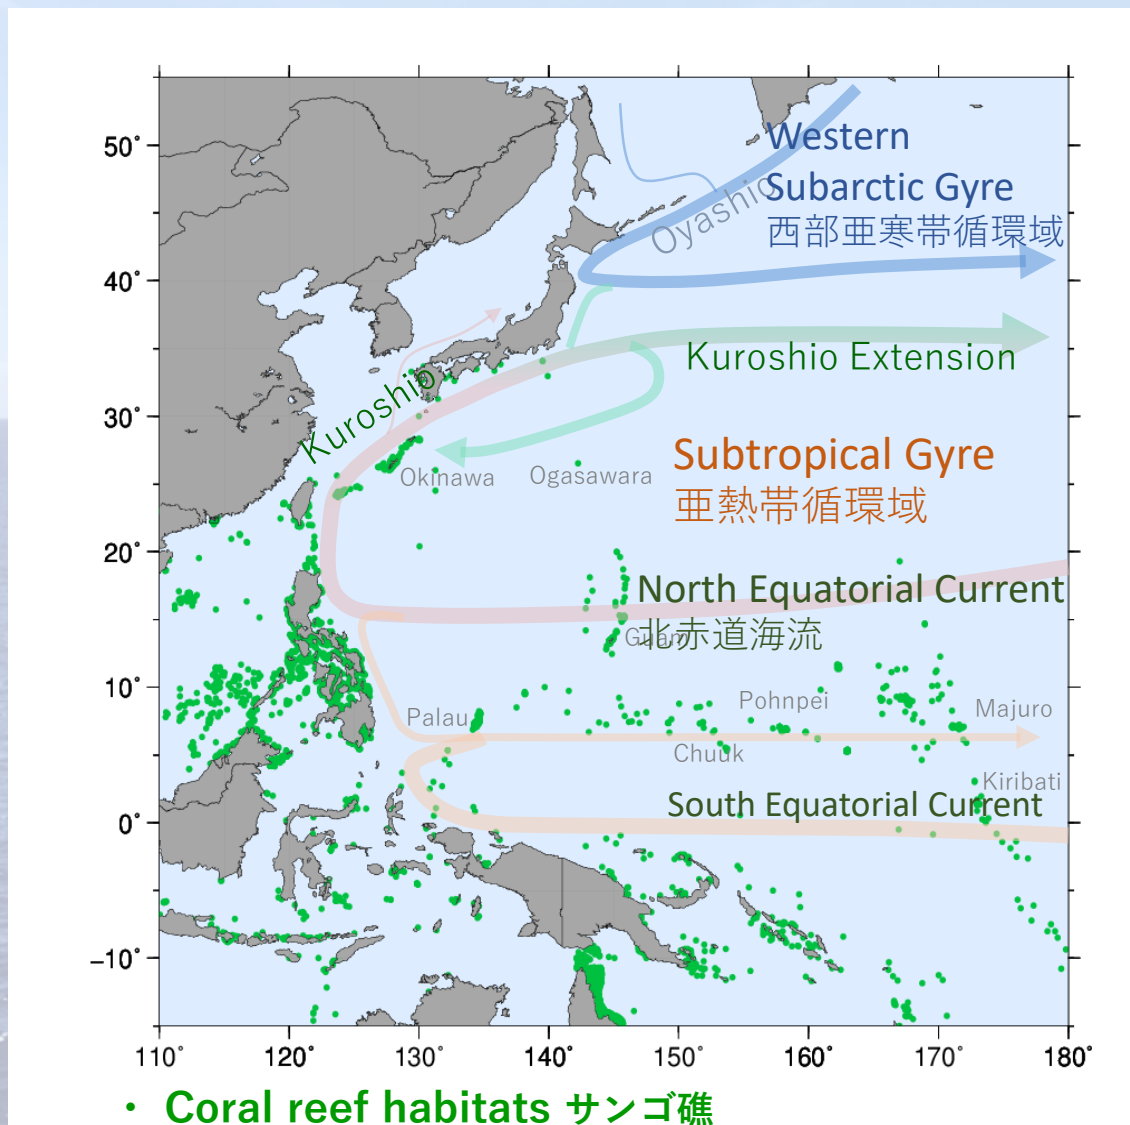 50°
40°
30°
20°
10°
0°
−10°
110
120°
130°
140°
150°
160°
170°
180°
Western
Subarctic Gyre
西部亜寒帯循環域
Oyashio
Kuroshio Extension
Kuroshio
Subtropical Gyre
亜熱帯循環域
Okinawa
Ogasawara
North Equatorial Current
北赤道海流
Guam
Palau
Pohnpei
Majuro
Chuuk
Kiribati
South Equatorial Current
・ Coral reef habitats サンゴ礁